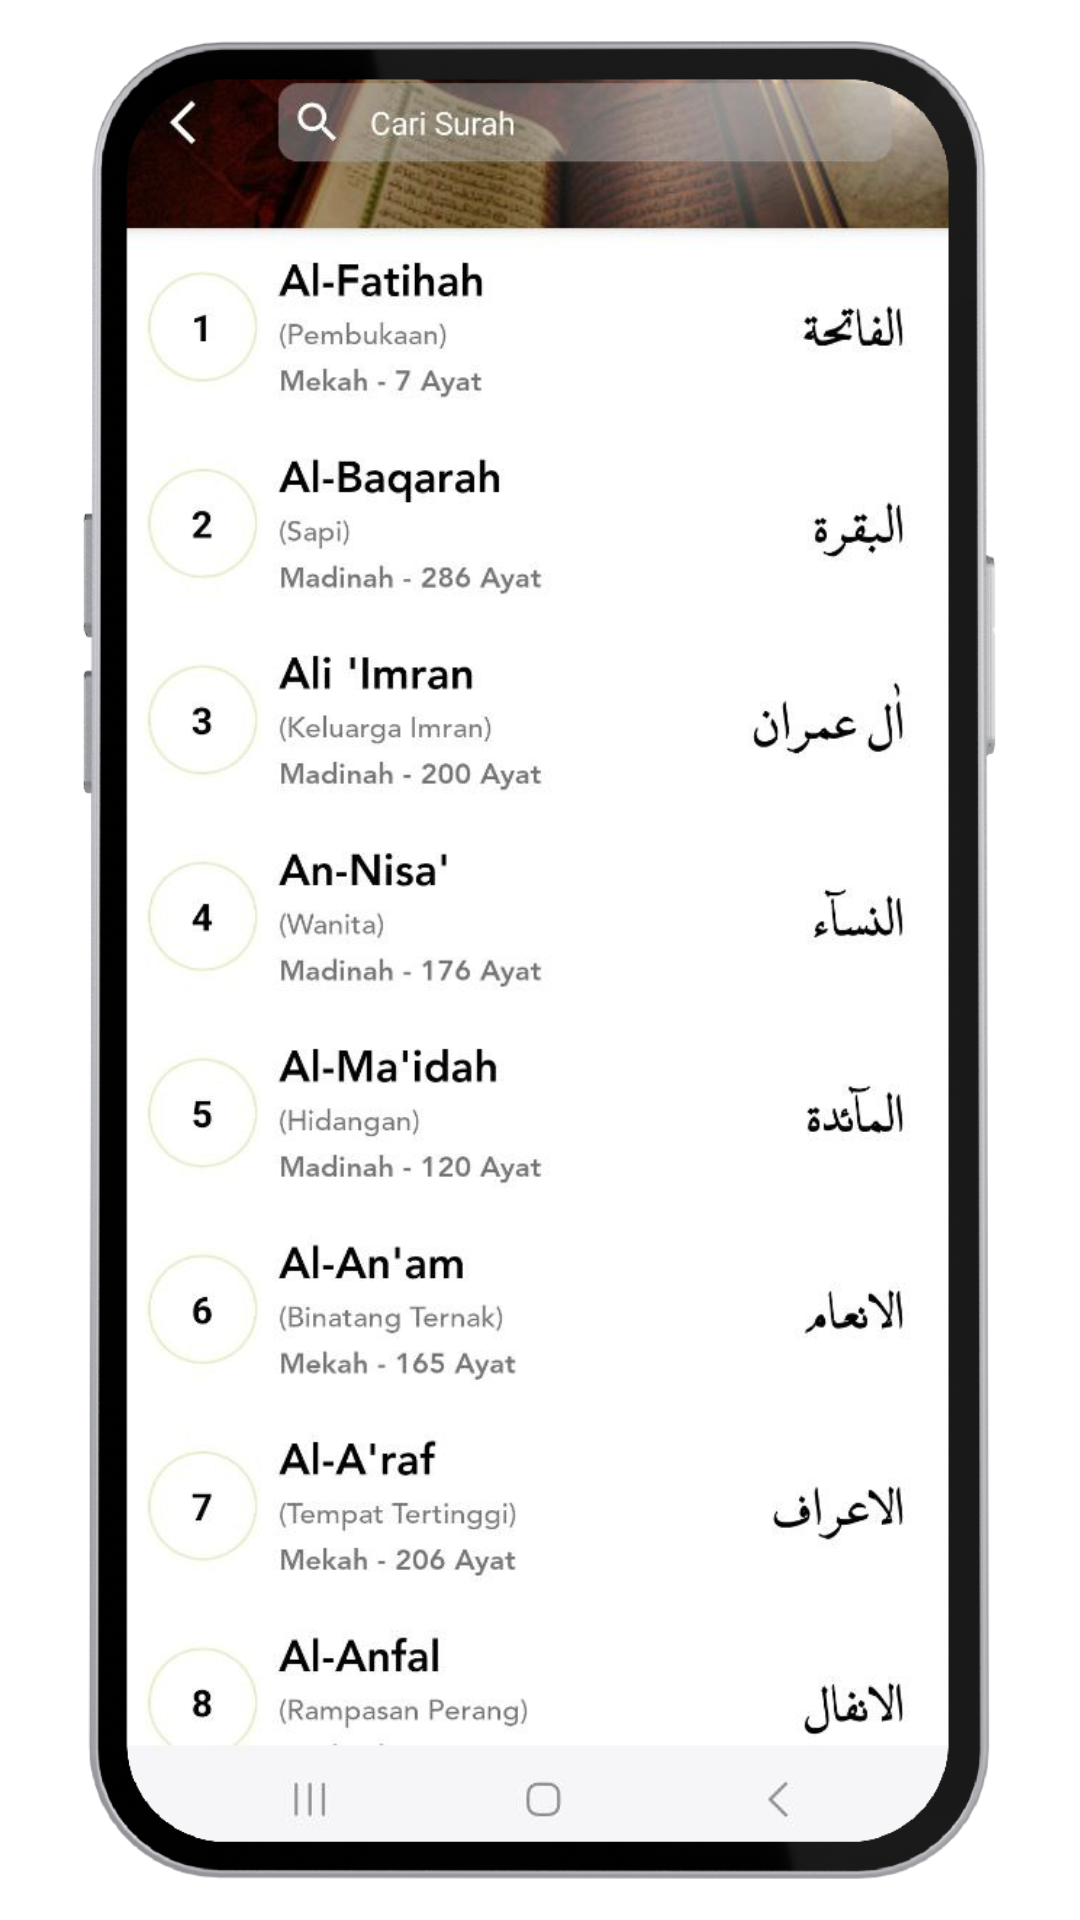 Cari Surah
1
Al-Fatihah
(Pembukaan)
Mekah - 7 Ayat
الفاتحة
2
Al-Baqarah
(Sapi)
Madinah - 286 Ayat
البقرة
3
Ali 'Imran
(Keluarga Imran)
Madinah - 200 Ayat
اٰل عمران
4
An-Nisa'
(Wanita)
Madinah - 176 Ayat
النسآء
5
Al-Ma'idah
(Hidangan)
Madinah - 120 Ayat
المآئدة
6
Al-An'am
(Binatang Ternak)
Mekah - 165 Ayat
الانعام
7
Al-A'raf
(Tempat Tertinggi)
Mekah - 206 Ayat
الاعراف
8
Al-Anfal
(Rampasan Perang)
الانفال